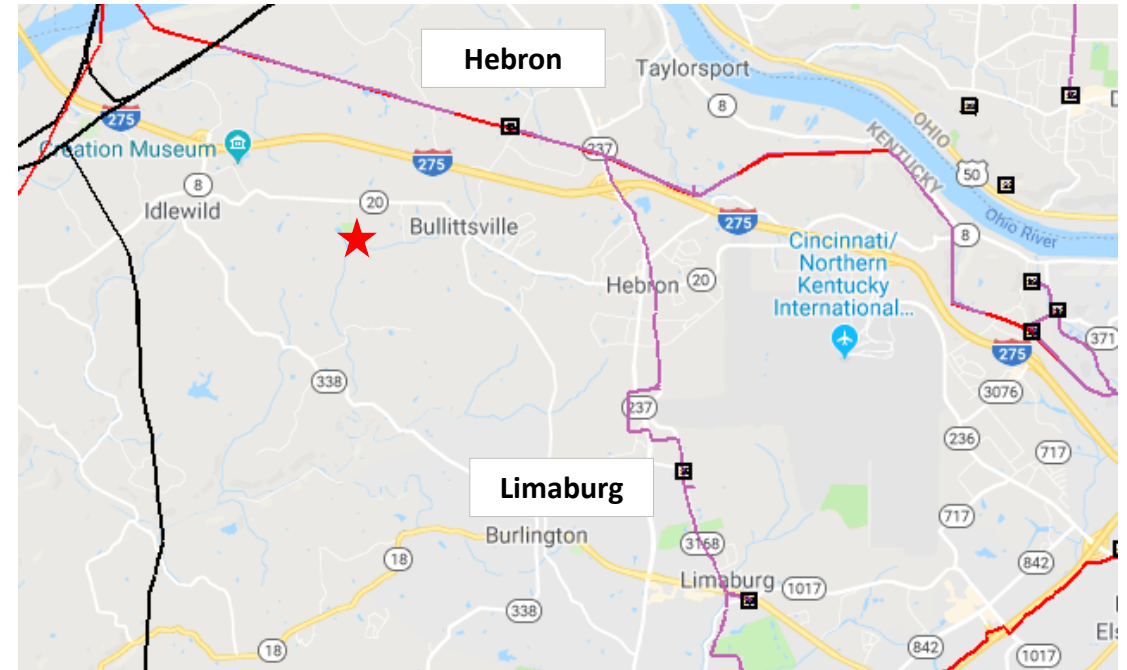 Hebron
Taylorsport
8
OHIO
KENTUCKY
275
Creation Museum
237
275
50
8
Idlewild
20
Bullittsville
275
8
Ohio River
Cincinnati/
Northern
Kentucky
International...
Hebron
20
371
275
338
3076
237
236
717
Limaburg
717
Burlington
3168
18
842
Limaburg
1017
338
18
842
1017